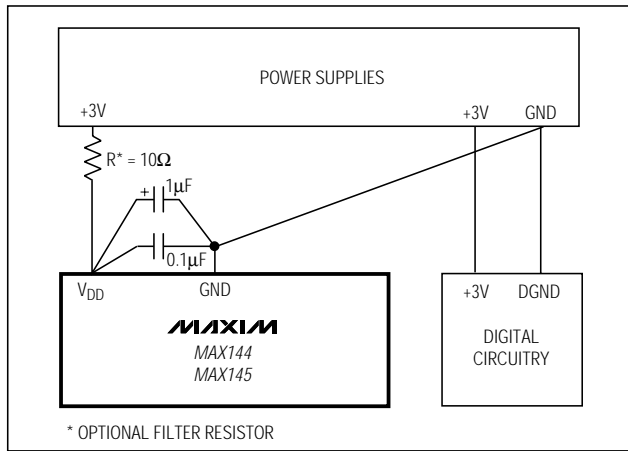 POWER SUPPLIES
+3V +3V GND
R* = 10Ω
+ 1µF
0.1µF
VDD GND
MAXIM
MAX144
MAX145
+3V DGND
DIGITAL
CIRCUITRY
* OPTIONAL FILTER RESISTOR